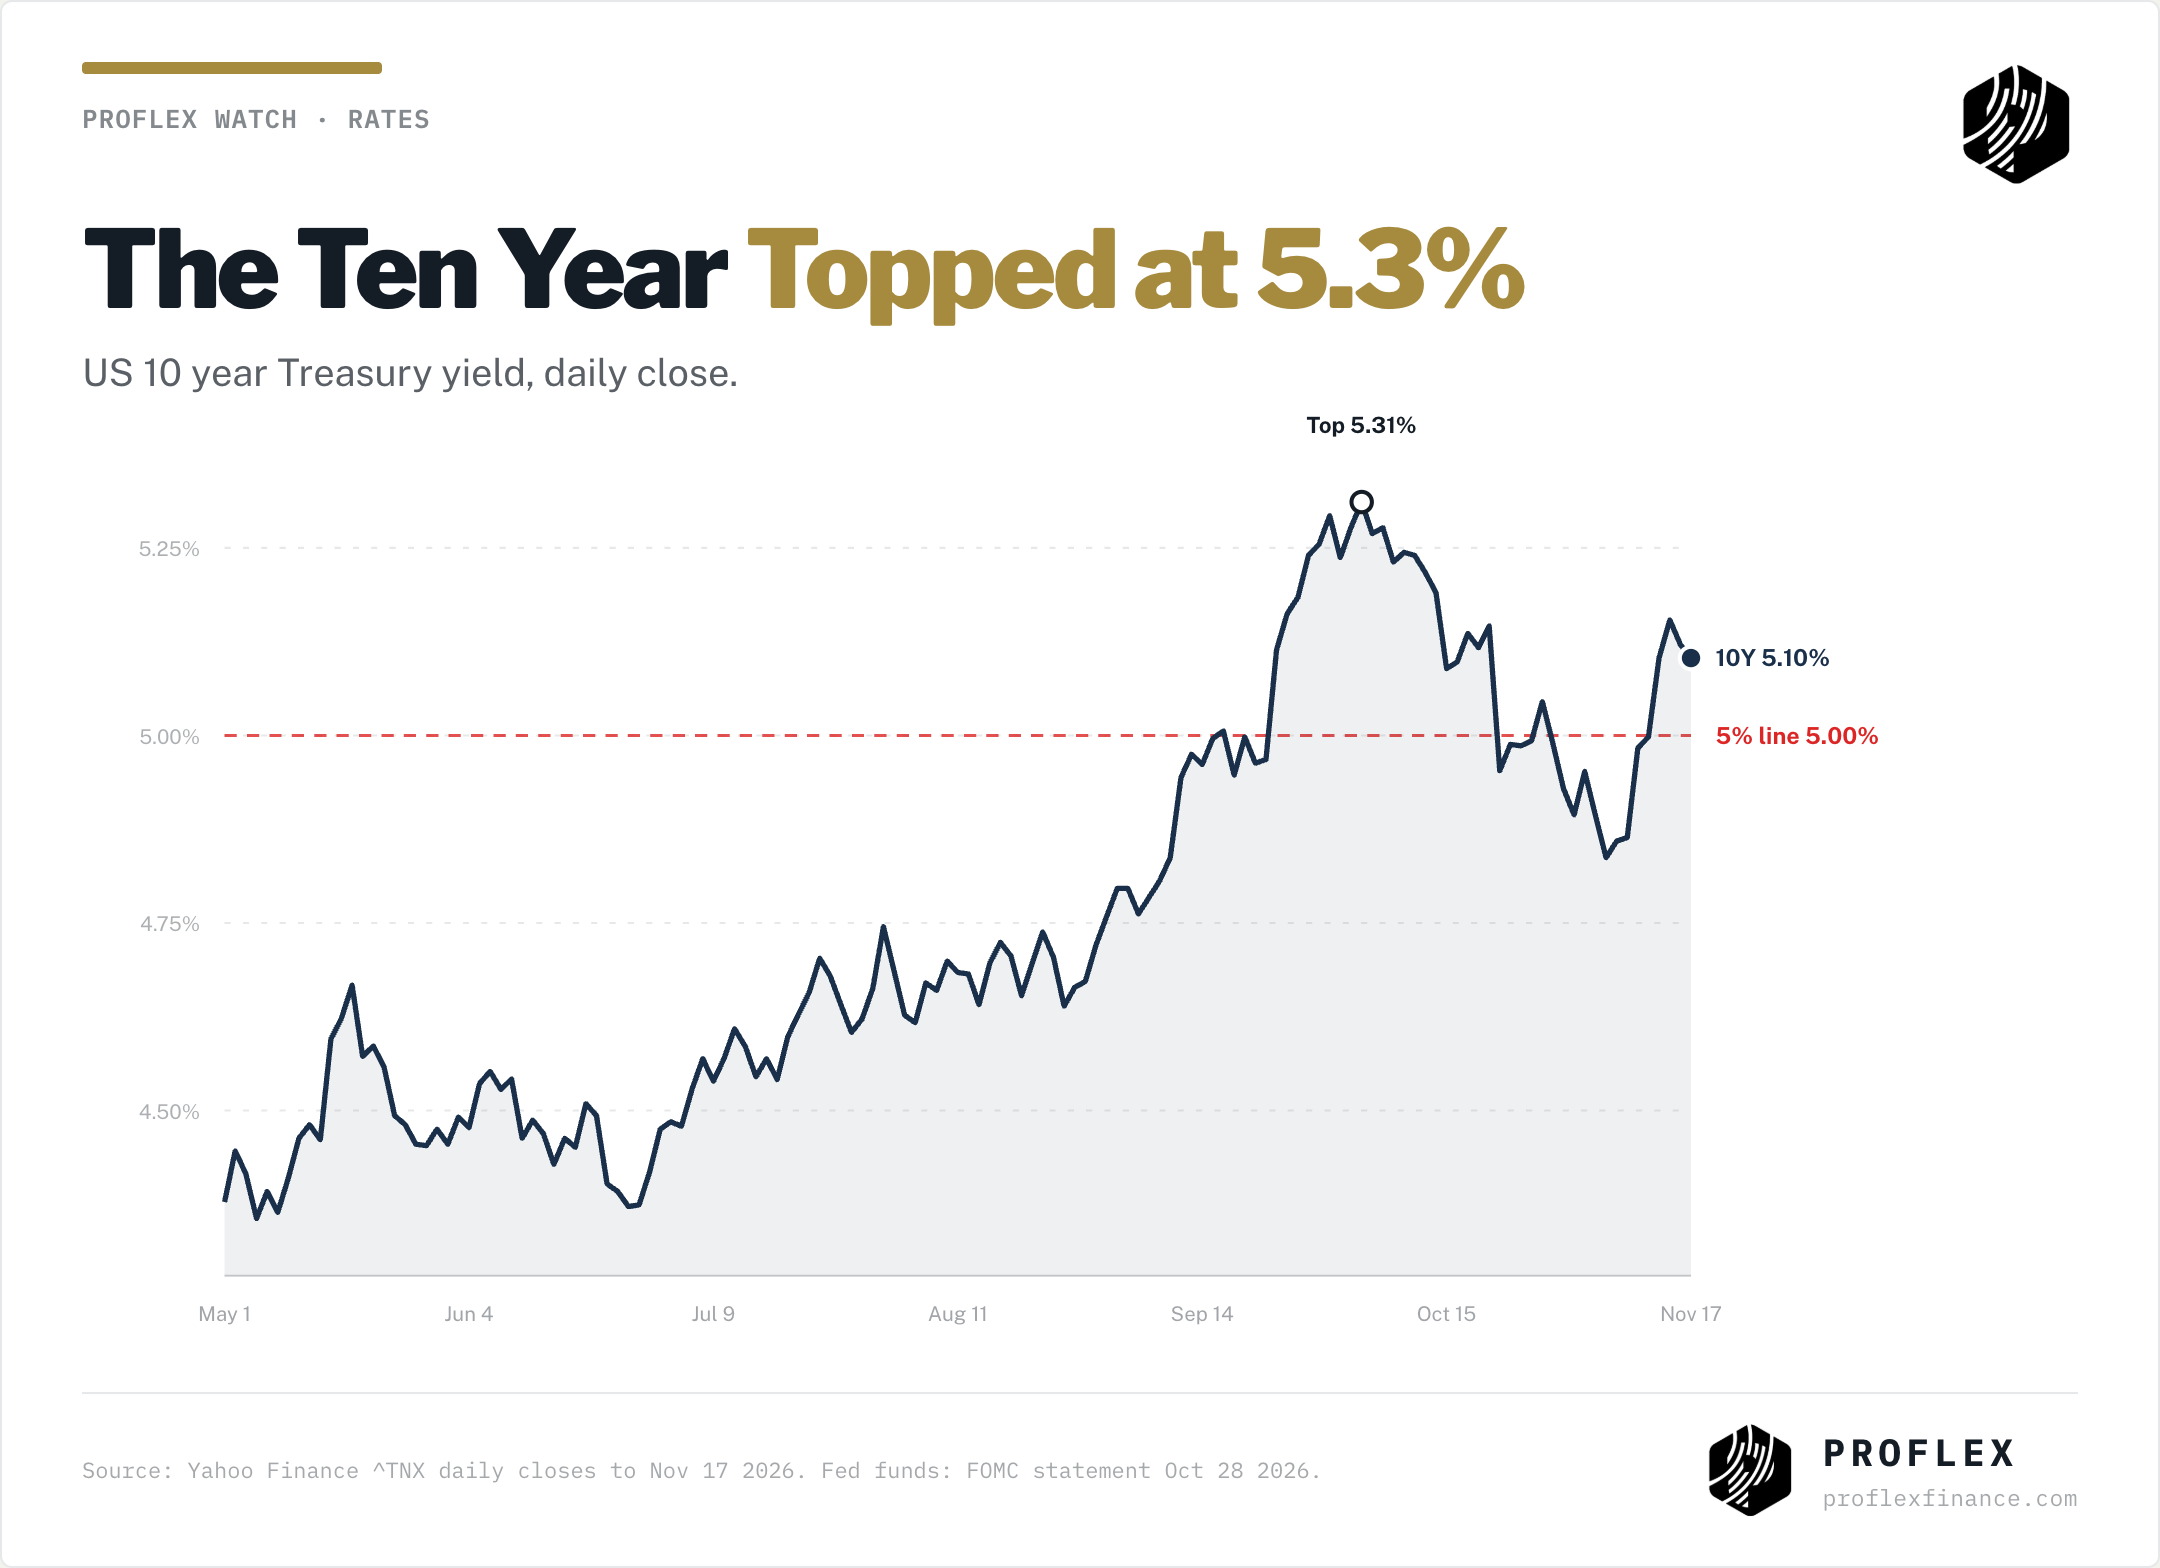 PROFLEX WATCH · RATES
The Ten Year Topped at 5.3%
US 10 year Treasury yield, daily close.
Top 5.31%
5.25%
10Y 5.10%
5.00%
5% line 5.00%
4.75%
4.50%
May 1
Jun 4
Jul 9
Aug 11
Sep 14
Oct 15
Nov 17
Source: Yahoo Finance ^TNX daily closes to Nov 17 2026. Fed funds: FOMC statement Oct 28 2026.
PROFLEX
proflexfinance.com